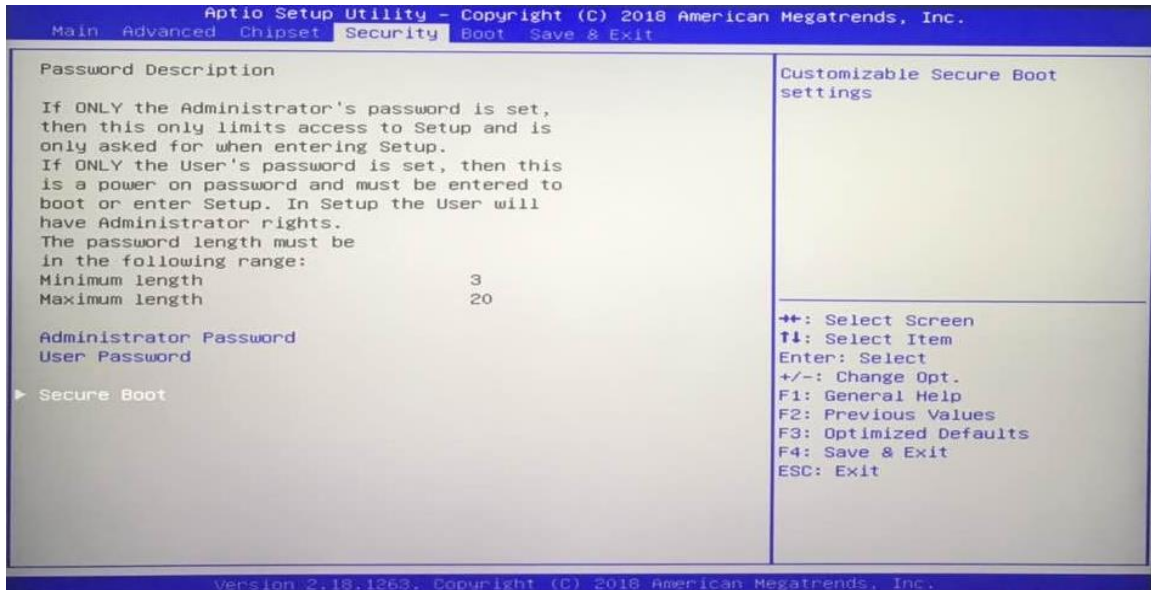 Aptio Setup Utility – Copyright (C) 2018 American Megatrends, Inc.
Main Advanced Chipset Security Boot Save & Exit
Password Description
If ONLY the Administrator's password is set,
then this only limits access to Setup and is
only asked for when entering Setup.
If ONLY the User's password is set, then this
is a power on password and must be entered to
boot or enter Setup. In Setup the User will
have Administrator rights.
The password length must be
in the following range:
Minimum length 3
Maximum length 20
Administrator Password
User Password
► Secure Boot
Customizable Secure Boot
settings
→←: Select Screen
↑↓: Select Item
Enter: Select
+/-: Change Opt.
F1: General Help
F2: Previous Values
F3: Optimized Defaults
F4: Save & Exit
ESC: Exit
Version 2.18.1263. Copyright (C) 2018 American Megatrends, Inc.